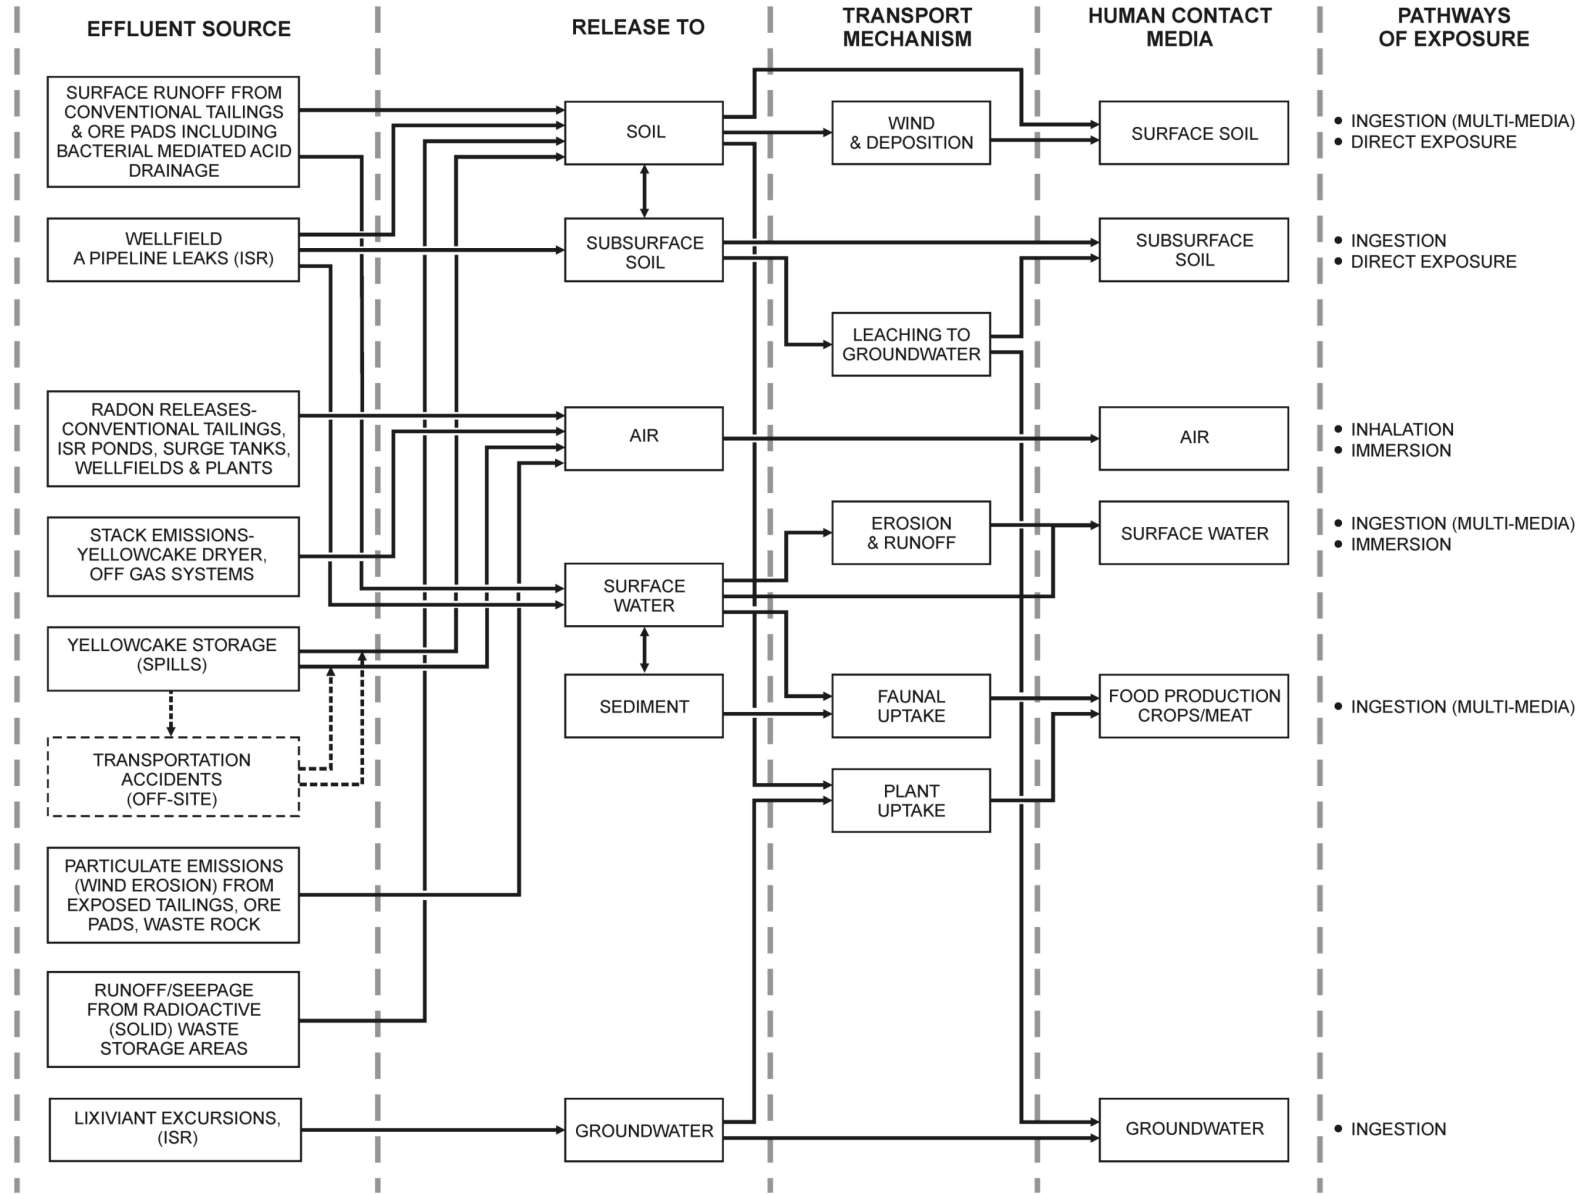 EFFLUENT SOURCE
RELEASE TO
TRANSPORT
MECHANISM
HUMAN CONTACT
MEDIA
PATHWAYS
OF EXPOSURE
SURFACE RUNOFF FROM
CONVENTIONAL TAILINGS
& ORE PADS INCLUDING
BACTERIAL MEDIATED ACID
DRAINAGE
SOIL
WIND
& DEPOSITION
SURFACE SOIL
• INGESTION (MULTI-MEDIA)
• DIRECT EXPOSURE
WELLFIELD
A PIPELINE LEAKS (ISR)
SUBSURFACE
SOIL
SUBSURFACE
SOIL
• INGESTION
• DIRECT EXPOSURE
LEACHING TO
GROUNDWATER
RADON RELEASES-
CONVENTIONAL TAILINGS,
ISR PONDS, SURGE TANKS,
WELLFIELDS & PLANTS
AIR
AIR
• INHALATION
• IMMERSION
STACK EMISSIONS-
YELLOWCAKE DRYER,
OFF GAS SYSTEMS
EROSION
& RUNOFF
SURFACE WATER
• INGESTION (MULTI-MEDIA)
• IMMERSION
SURFACE
WATER
YELLOWCAKE STORAGE
(SPILLS)
SEDIMENT
FAUNAL
UPTAKE
FOOD PRODUCTION
CROPS/MEAT
• INGESTION (MULTI-MEDIA)
TRANSPORTATION
ACCIDENTS
(OFF-SITE)
PLANT
UPTAKE
PARTICULATE EMISSIONS
(WIND EROSION) FROM
EXPOSED TAILINGS, ORE
PADS, WASTE ROCK
RUNOFF/SEEPAGE
FROM RADIOACTIVE
(SOLID) WASTE
STORAGE AREAS
LIXIVIANT EXCURSIONS,
(ISR)
GROUNDWATER
GROUNDWATER
• INGESTION